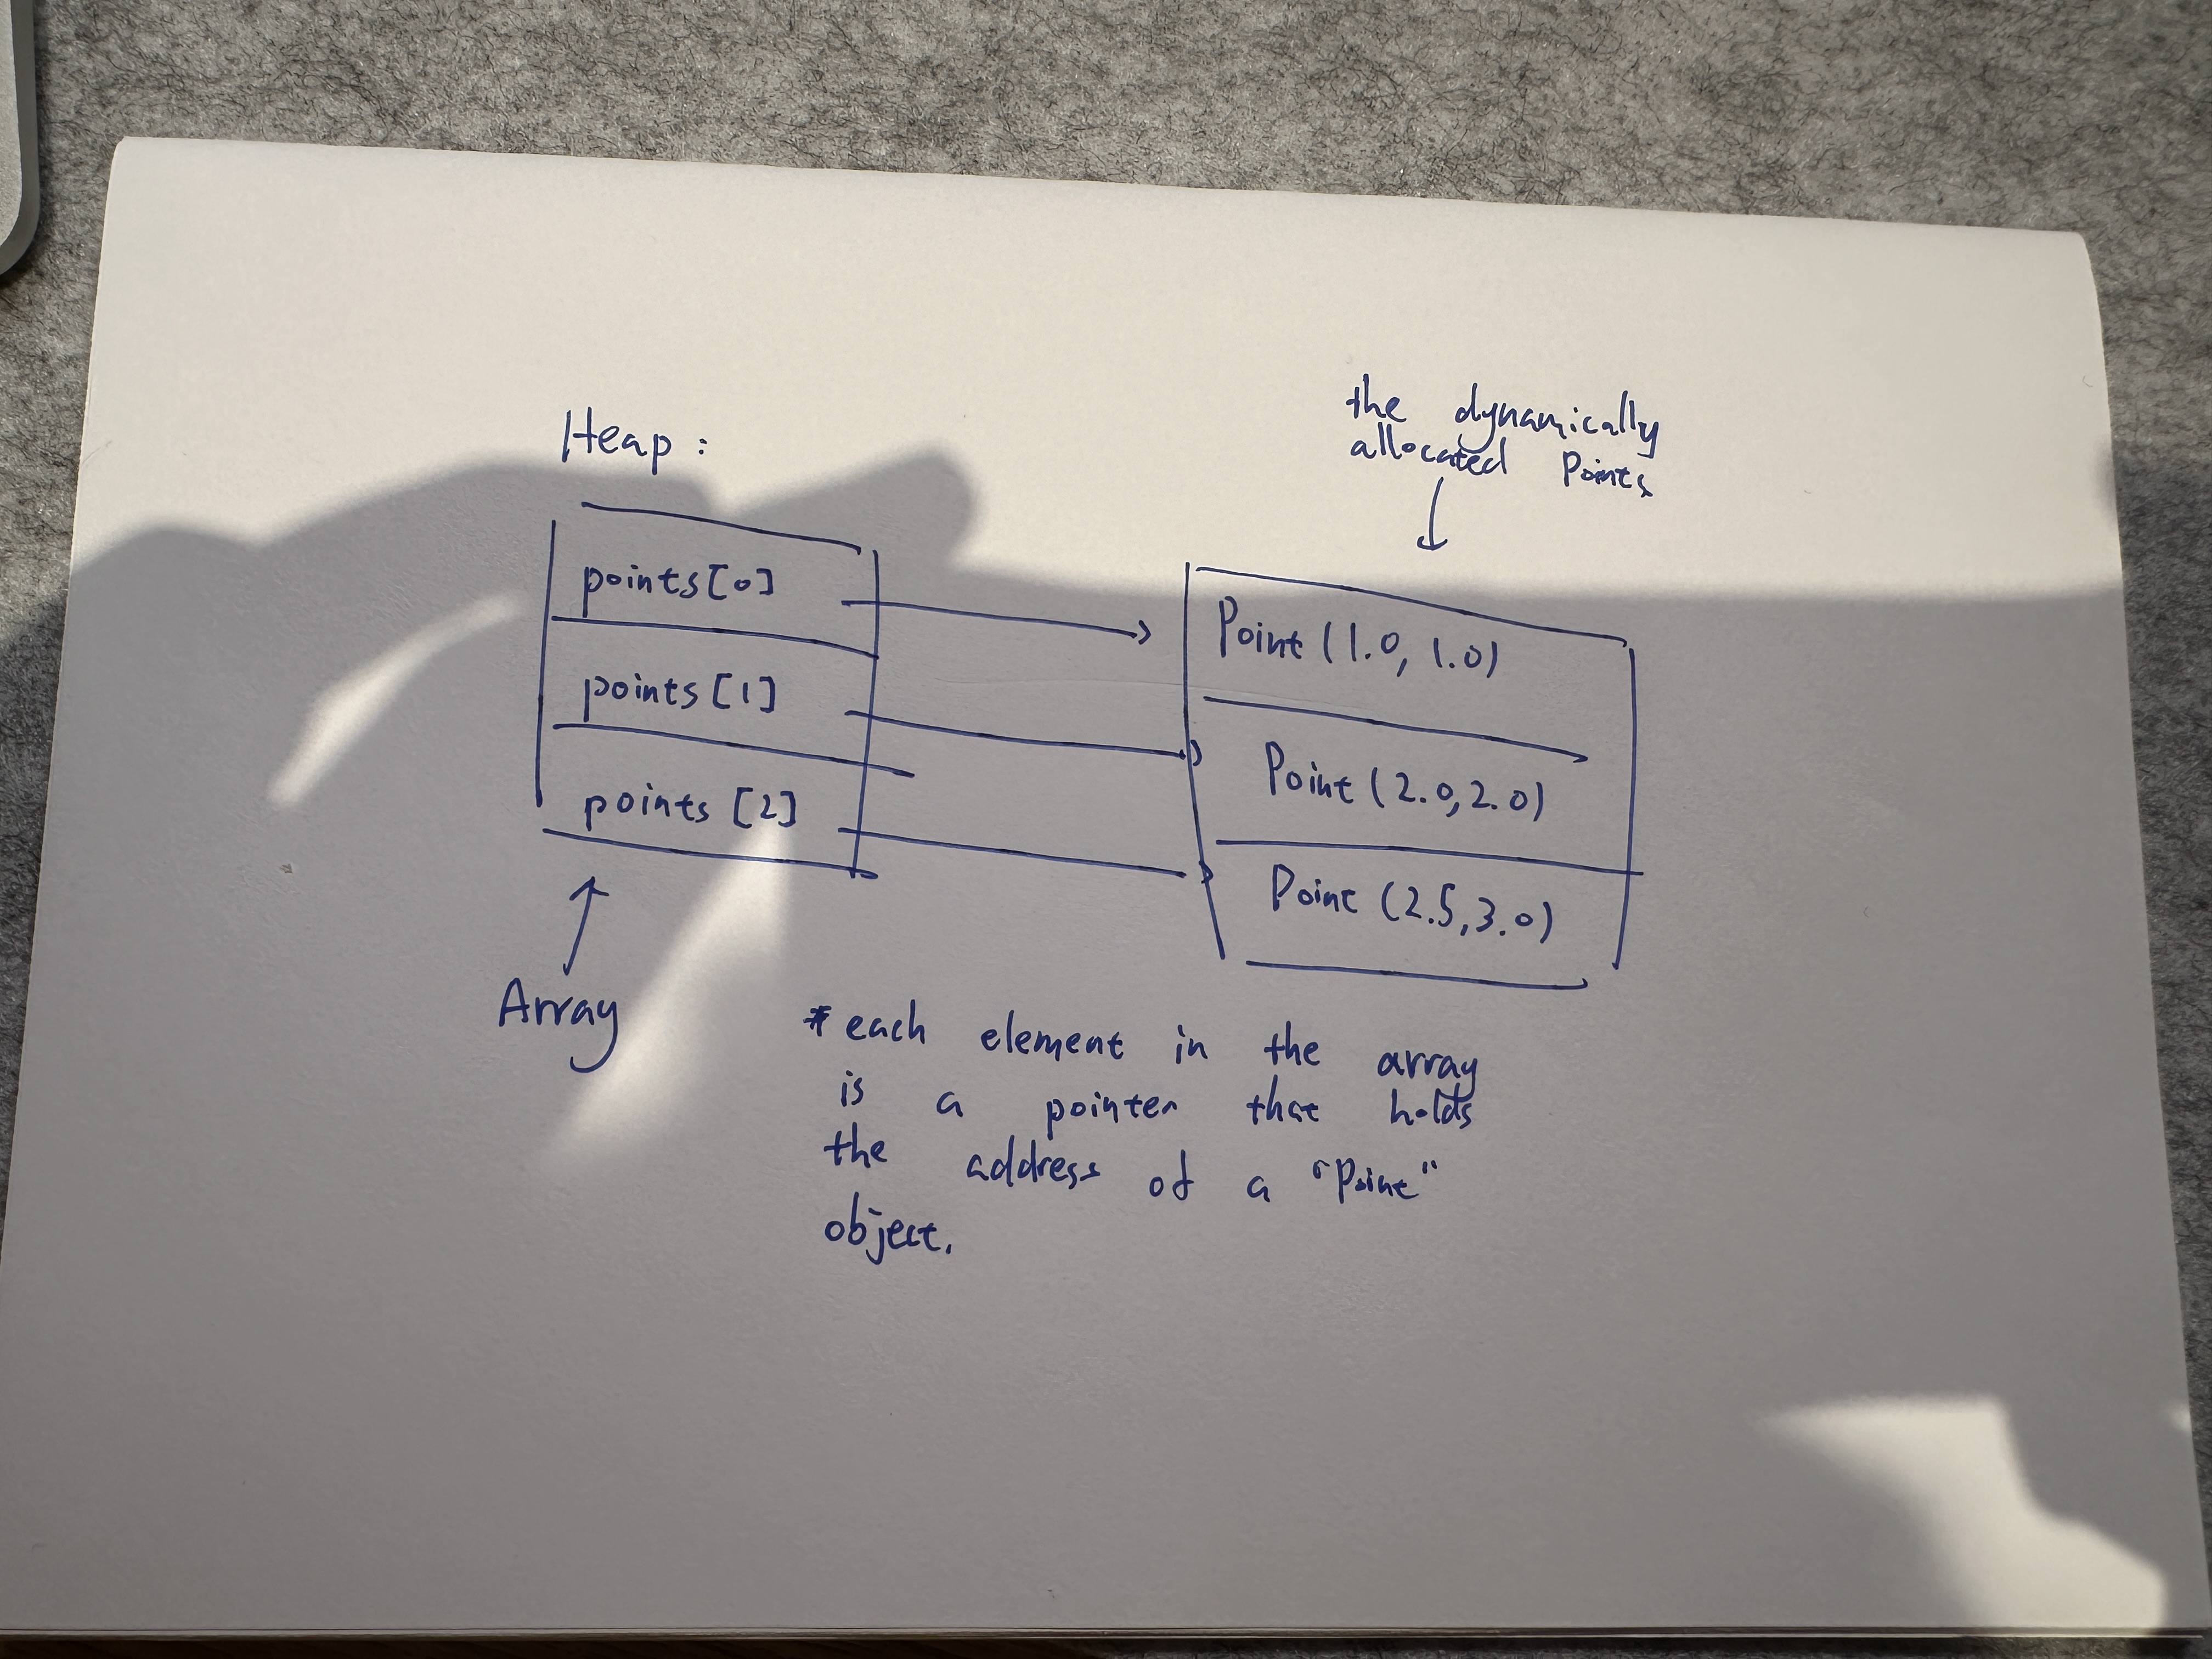 Heap:
the dynamically
allocated Points
points[0]
Point (1.0, 1.0)
points [1]
Point (2.0, 2.0)
points [2]
Point (2.5, 3.0)
Array
* each element in the array
is a pointer that holds
the address of a "Point"
object.